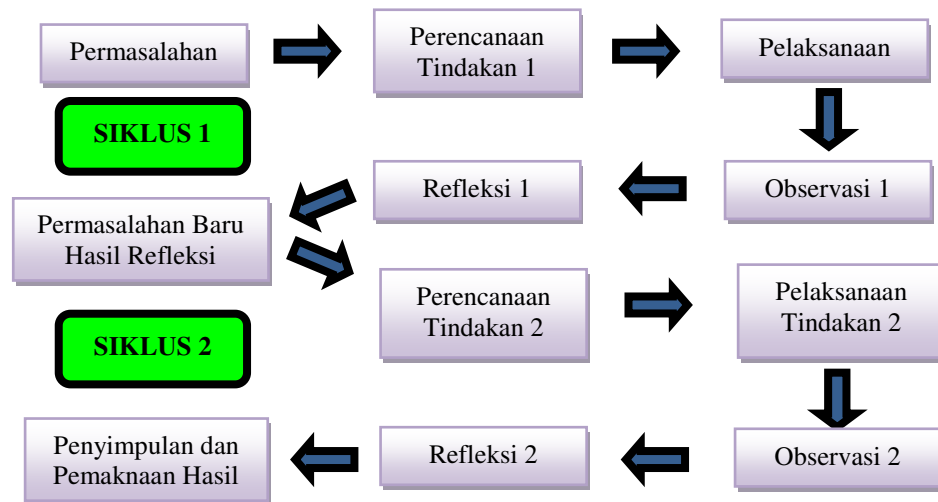 Permasalahan
Perencanaan
Tindakan 1
Pelaksanaan
SIKLUS 1
Refleksi 1
Observasi 1
Permasalahan Baru
Hasil Refleksi
Perencanaan
Tindakan 2
Pelaksanaan
Tindakan 2
SIKLUS 2
Penyimpulan dan
Pemaknaan Hasil
Refleksi 2
Observasi 2